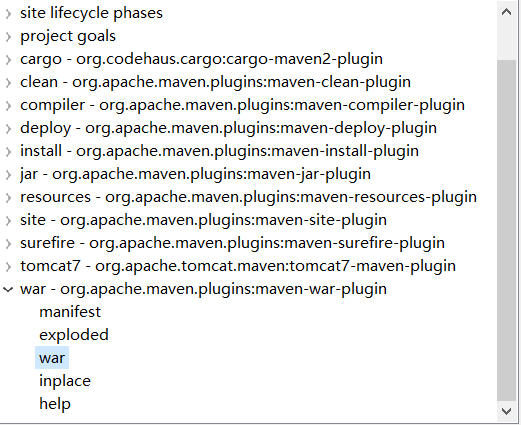 site lifecycle phases
project goals
cargo - org.codehaus.cargo:cargo-maven2-plugin
clean - org.apache.maven.plugins:maven-clean-plugin
compiler - org.apache.maven.plugins:maven-compiler-plugin
deploy - org.apache.maven.plugins:maven-deploy-plugin
install - org.apache.maven.plugins:maven-install-plugin
jar - org.apache.maven.plugins:maven-jar-plugin
resources - org.apache.maven.plugins:maven-resources-plugin
site - org.apache.maven.plugins:maven-site-plugin
surefire - org.apache.maven.plugins:maven-surefire-plugin
tomcat7 - org.apache.tomcat.maven:tomcat7-maven-plugin
war - org.apache.maven.plugins:maven-war-plugin
manifest
exploded
war
inplace
help